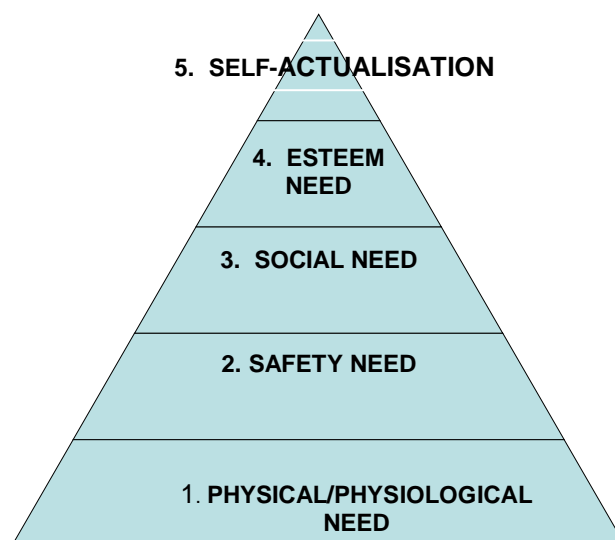 5. SELF-ACTUALISATION
4. ESTEEM
NEED
3. SOCIAL NEED
2. SAFETY NEED
1. PHYSICAL/PHYSIOLOGICAL
NEED